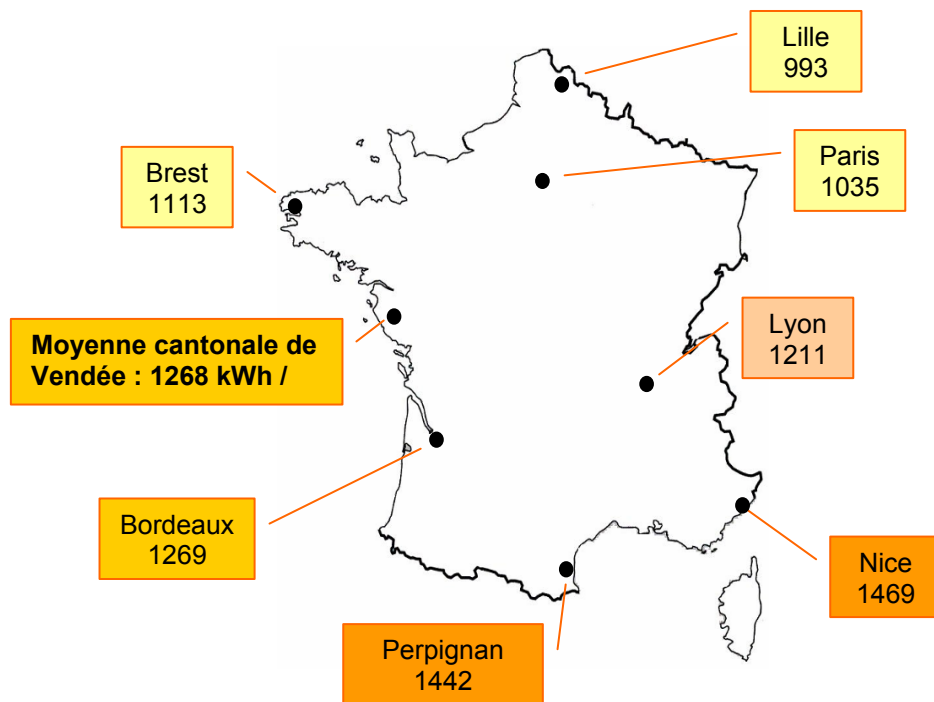 Lille
993
Paris
1035
Brest
1113
Moyenne cantonale de
Vendée : 1268 kWh /
Lyon
1211
Bordeaux
1269
Nice
1469
Perpignan
1442